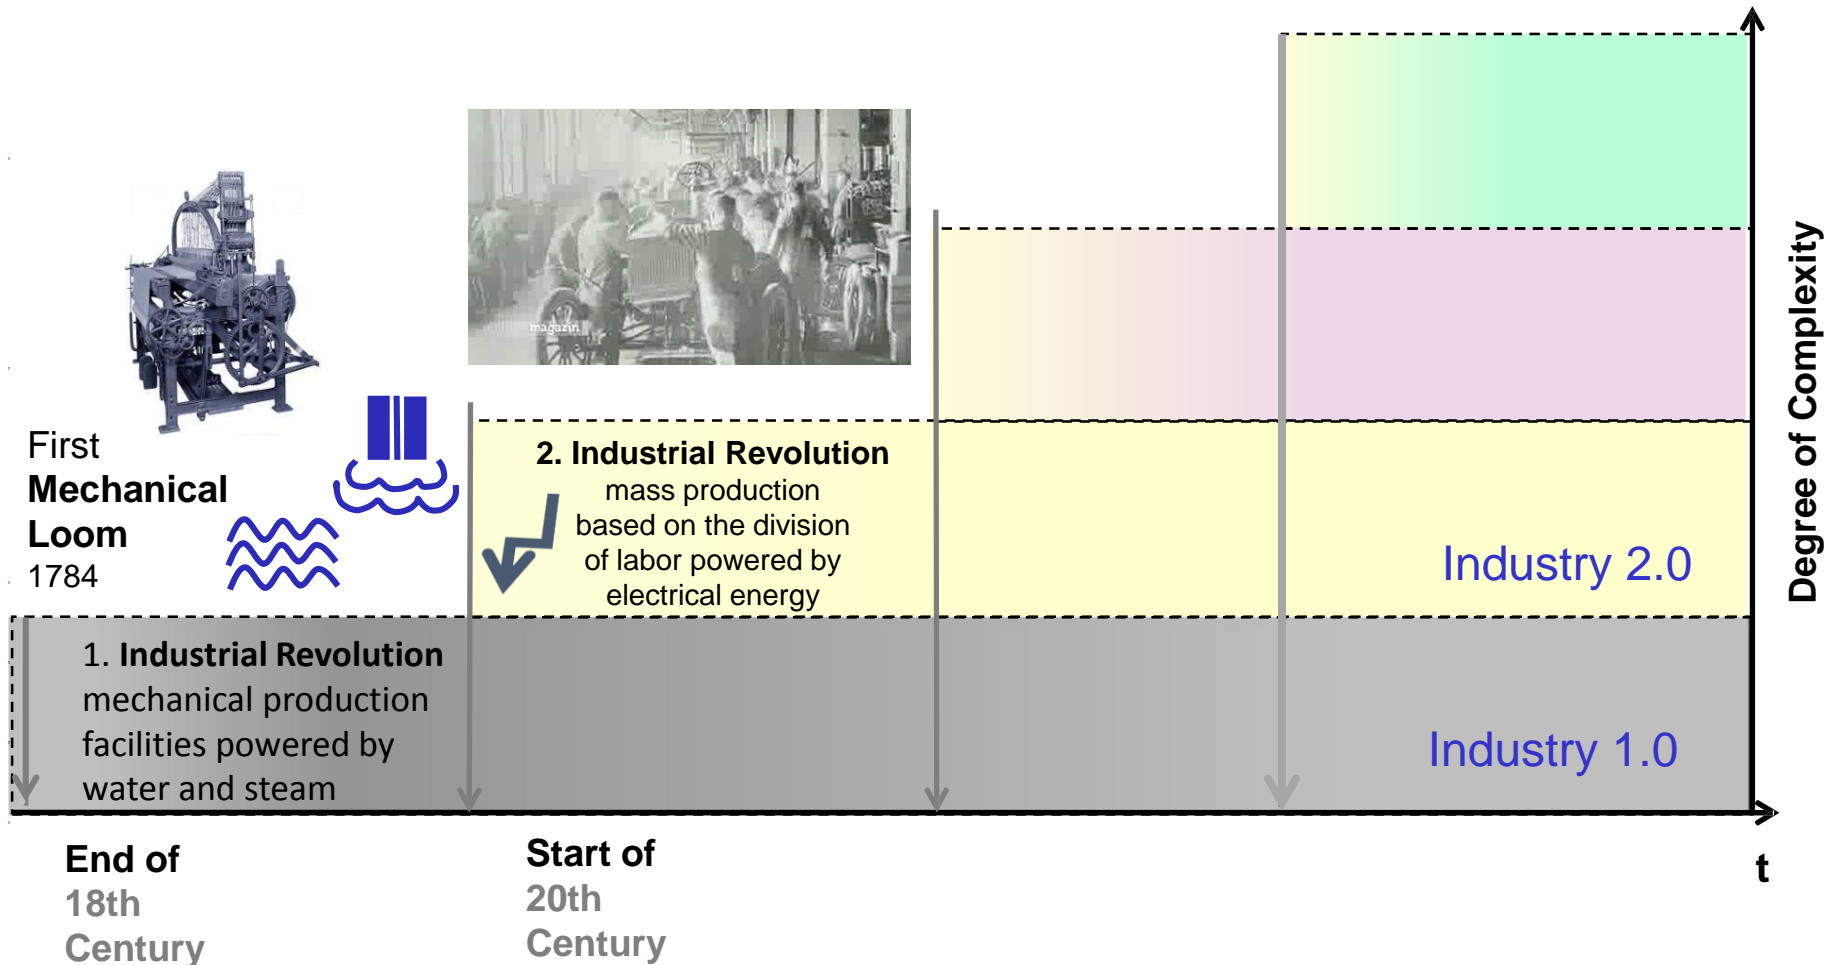 First
Mechanical
Loom
1784
magazin
2. Industrial Revolution
mass production
based on the division
of labor powered by
electrical energy
Industry 2.0
1. Industrial Revolution
mechanical production
facilities powered by
water and steam
Industry 1.0
Degree of Complexity
t
End of
18th
Century
Start of
20th
Century